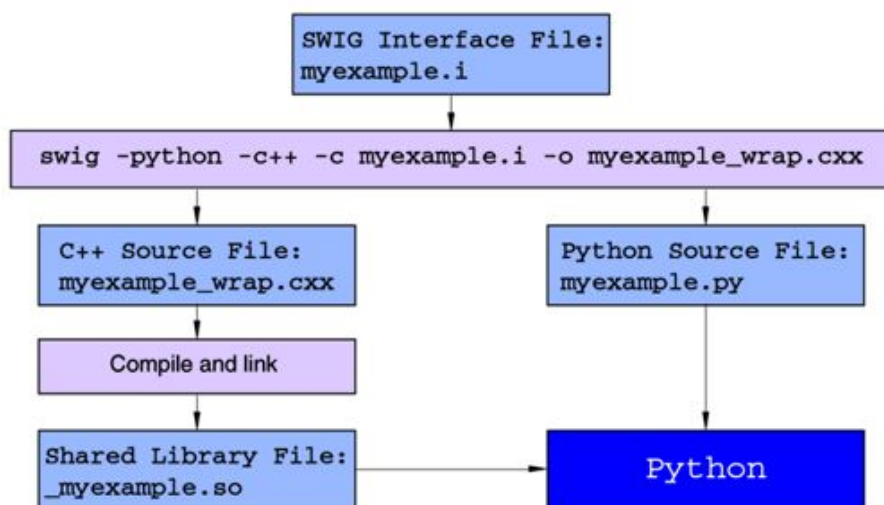 SWIG Interface File:
myexample.i
swig -python -c++ -c myexample.i -o myexample_wrap.cxx
C++ Source File:
myexample_wrap.cxx
Python Source File:
myexample.py
Compile and link
Shared Library File:
_myexample.so
Python